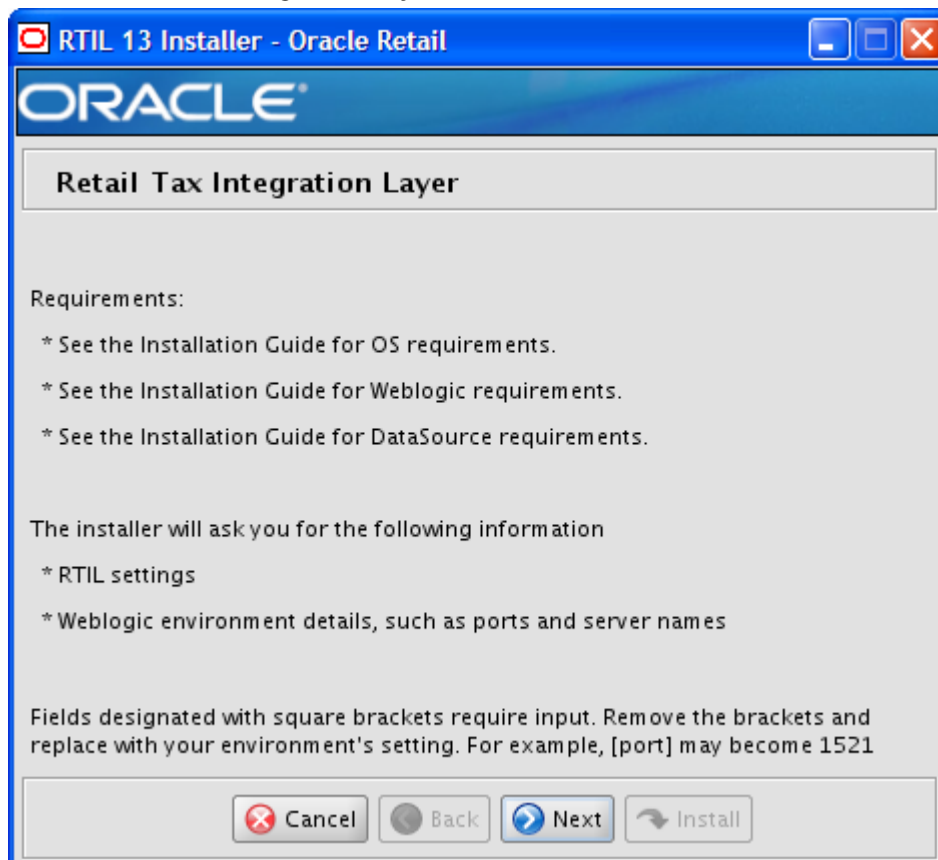 RTIL 13 Installer - Oracle Retail
ORACLE
Retail Tax Integration Layer
Requirements:
* See the Installation Guide for OS requirements.
* See the Installation Guide for Weblogic requirements.
* See the Installation Guide for DataSource requirements.
The installer will ask you for the following information
* RTIL settings
* Weblogic environment details, such as ports and server names
Fields designated with square brackets require input. Remove the brackets and
replace with your environment's setting. For example, [port] may become 1521
Cancel Back Next Install